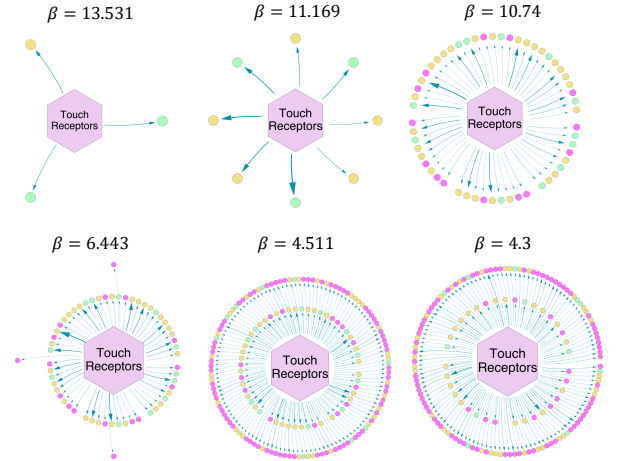 β = 13.531
β = 11.169
β = 10.74
Touch
Receptors
Touch
Receptors
Touch
Receptors
β = 6.443
β = 4.511
β = 4.3
Touch
Receptors
Touch
Receptors
Touch
Receptors